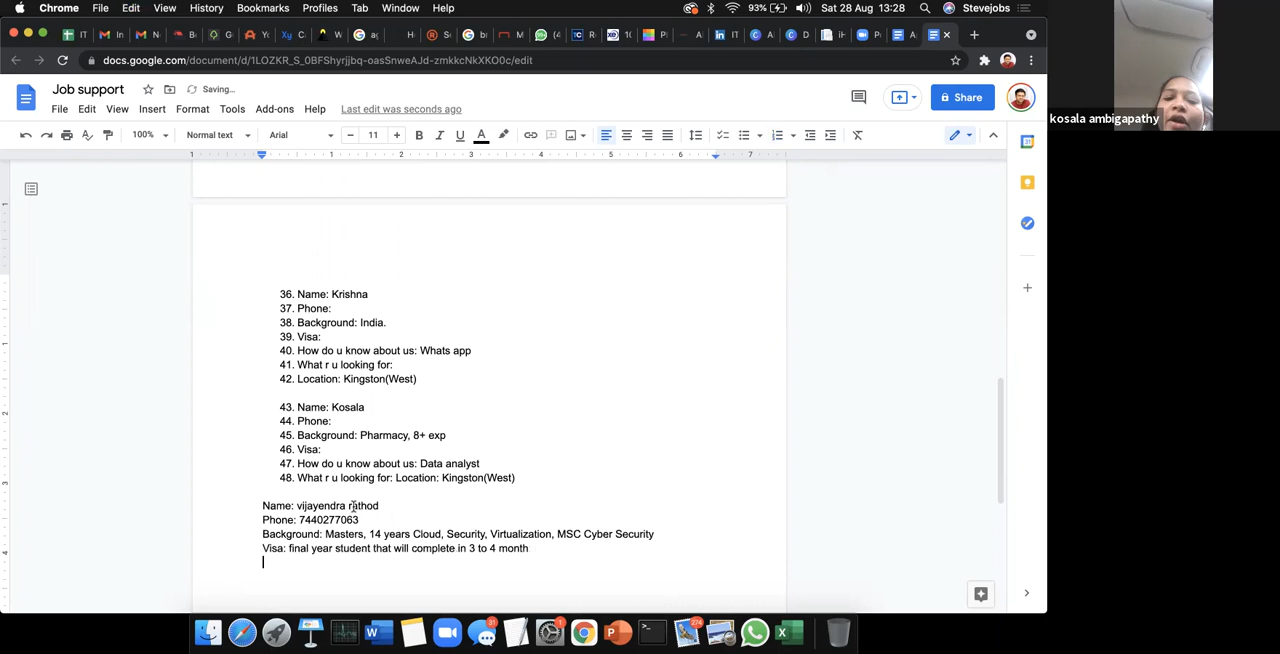 Chrome File Edit View History Bookmarks Profiles Tab Window Help 93% Sat 28 Aug 13:28 Stevejobs
docs.google.com/document/d/1LOZKR_S_0BFShyrjjbq-oasSnweAJd-zmkkcNkXKO0c/edit
Job support Saving...
File Edit View Insert Format Tools Add-ons Help Last edit was seconds ago
Share
100% Normal text Arial 11
kosala ambigapathy
36. Name: Krishna
37. Phone:
38. Background: India.
39. Visa:
40. How do u know about us: Whats app
41. What r u looking for:
42. Location: Kingston(West)
43. Name: Kosala
44. Phone:
45. Background: Pharmacy, 8+ exp
46. Visa:
47. How do u know about us: Data analyst
48. What r u looking for: Location: Kingston(West)
Name: vijayendra rathod
Phone: 7440277063
Background: Masters, 14 years Cloud, Security, Virtualization, MSC Cyber Security
Visa: final year student that will complete in 3 to 4 month